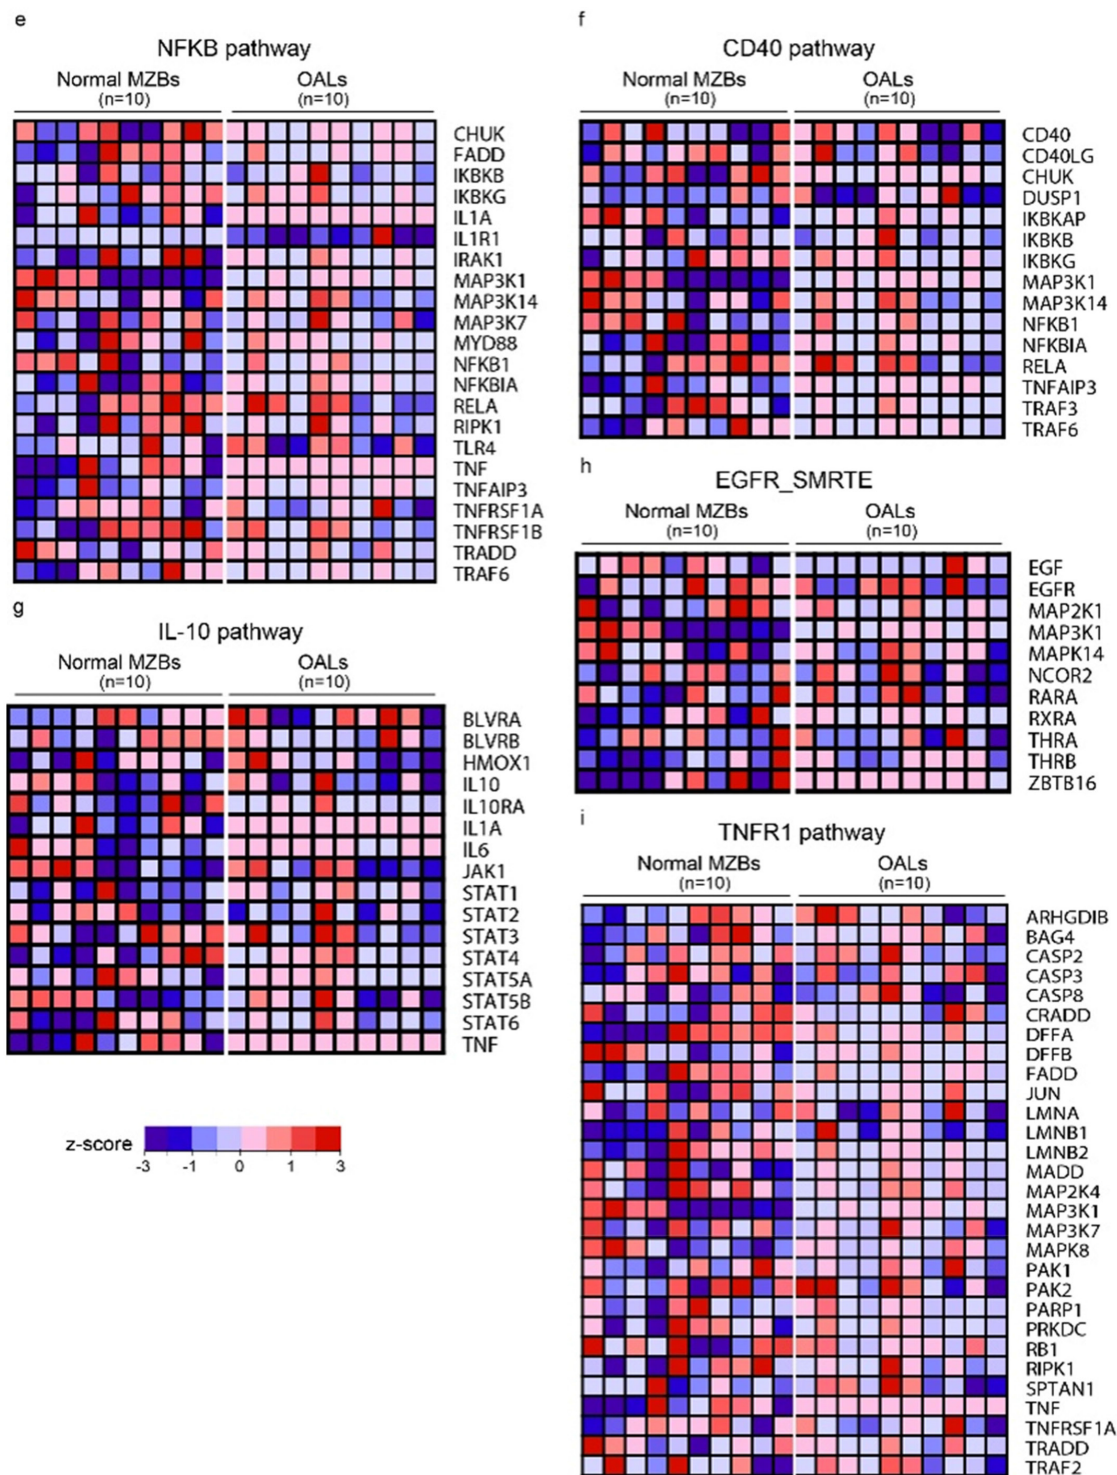 e
NFKB pathway
Normal MZBs
(n=10)
OALs
(n=10)
CHUK
FADD
IKBKB
IKBKG
IL1A
IL1R1
IRAK1
MAP3K1
MAP3K14
MAP3K7
MYD88
NFKB1
NFKBIA
RELA
RIPK1
TLR4
TNF
TNFAIP3
TNFRSF1A
TNFRSF1B
TRADD
TRAF6
f
CD40 pathway
Normal MZBs
(n=10)
OALs
(n=10)
CD40
CD40LG
CHUK
DUSP1
IKBKAP
IKBKB
IKBKG
MAP3K1
MAP3K14
NFKB1
NFKBIA
RELA
TNFAIP3
TRAF3
TRAF6
g
IL-10 pathway
Normal MZBs
(n=10)
OALs
(n=10)
BLVRA
BLVRB
HMOX1
IL10
IL10RA
IL1A
IL6
JAK1
STAT1
STAT2
STAT3
STAT4
STAT5A
STAT5B
STAT6
TNF
z-score
-3 -1 0 1 3
h
EGFR_SMRTE
Normal MZBs
(n=10)
OALs
(n=10)
EGF
EGFR
MAP2K1
MAP3K1
MAPK14
NCOR2
RARA
RXRA
THRA
THRB
ZBTB16
i
TNFR1 pathway
Normal MZBs
(n=10)
OALs
(n=10)
ARHGDIB
BAG4
CASP2
CASP3
CASP8
CRADD
DFFA
DFFB
FADD
JUN
LMNA
LMNB1
LMNB2
MADD
MAP2K4
MAP3K1
MAP3K7
MAPK8
PAK1
PAK2
PARP1
PRKDC
RB1
RIPK1
SPTAN1
TNF
TNFRSF1A
TRADD
TRAF2